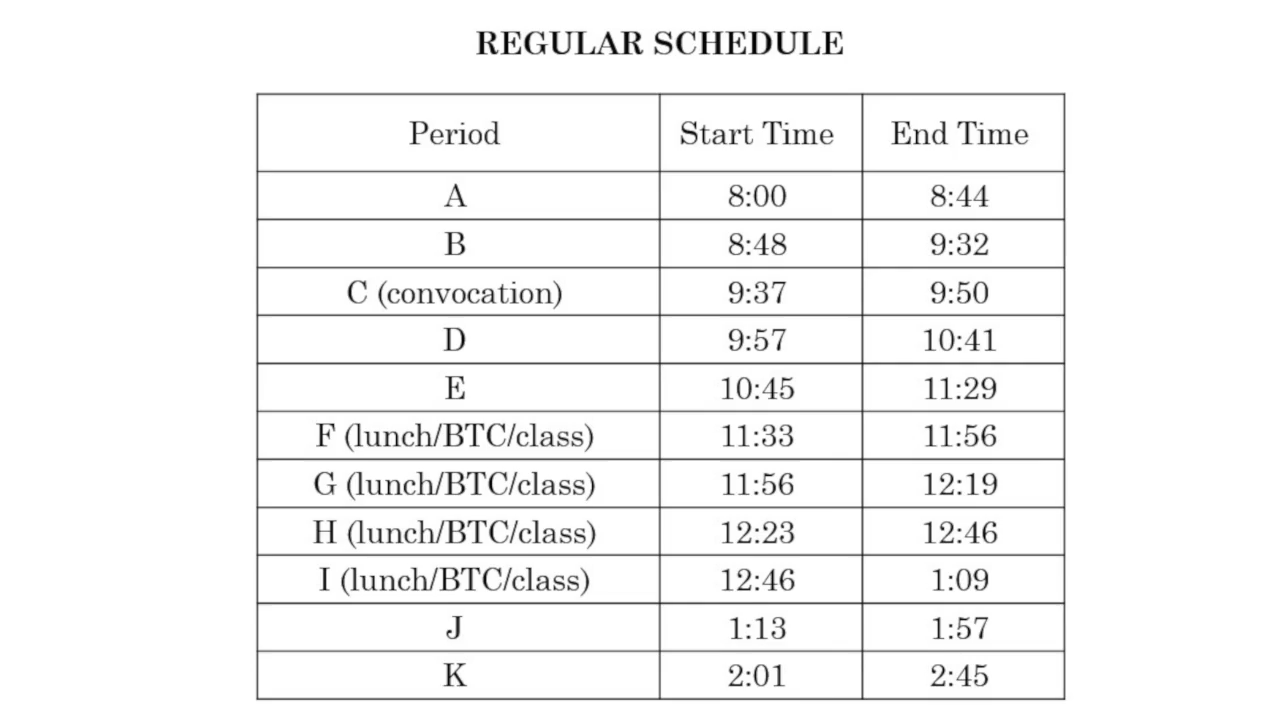 REGULAR SCHEDULE
Period Start Time End Time
A 8:00 8:44
B 8:48 9:32
C (convocation) 9:37 9:50
D 9:57 10:41
E 10:45 11:29
F (lunch/BTC/class) 11:33 11:56
G (lunch/BTC/class) 11:56 12:19
H (lunch/BTC/class) 12:23 12:46
I (lunch/BTC/class) 12:46 1:09
J 1:13 1:57
K 2:01 2:45